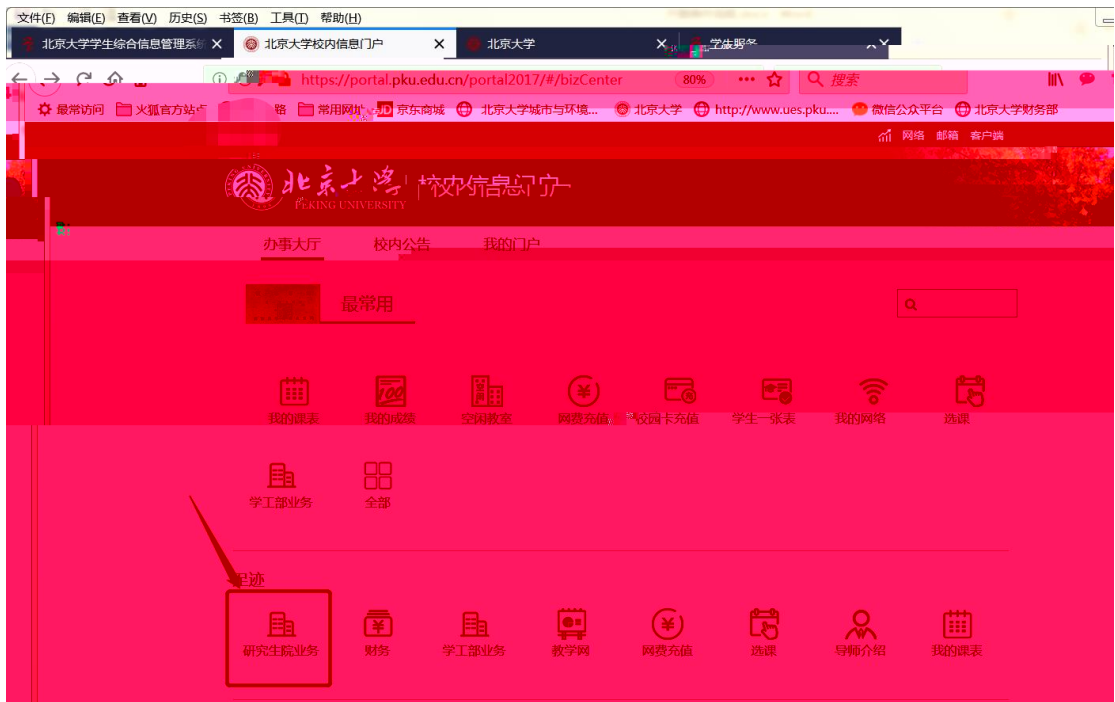 文件(F) 编辑(E) 查看(V) 历史(S) 书签(B) 工具(T) 帮助(H)
北京大学学生综合信息管理系统 北京大学校内信息门户 北京大学 学生服务
https://portal.pku.edu.cn/portal2017/#/bizCenter 80% 搜索
最常访问 火狐官方站点 路 常用网址 京东商城 北京大学城市与环境... 北京大学 http://www.ues.pku.... 微信公众平台 北京大学财务部
网络 邮箱 客户端
北京大学 校内信息门户
PEKING UNIVERSITY
办事大厅 校内公告 我的门户
最常用
我的课表 我的成绩 空闲教室 网费充值 校园卡充值 学生一张表 我的网络 选课
学工部业务 全部
足迹
研究生院业务 财务 学工部业务 教学网 网费充值 选课 导师介绍 我的课表